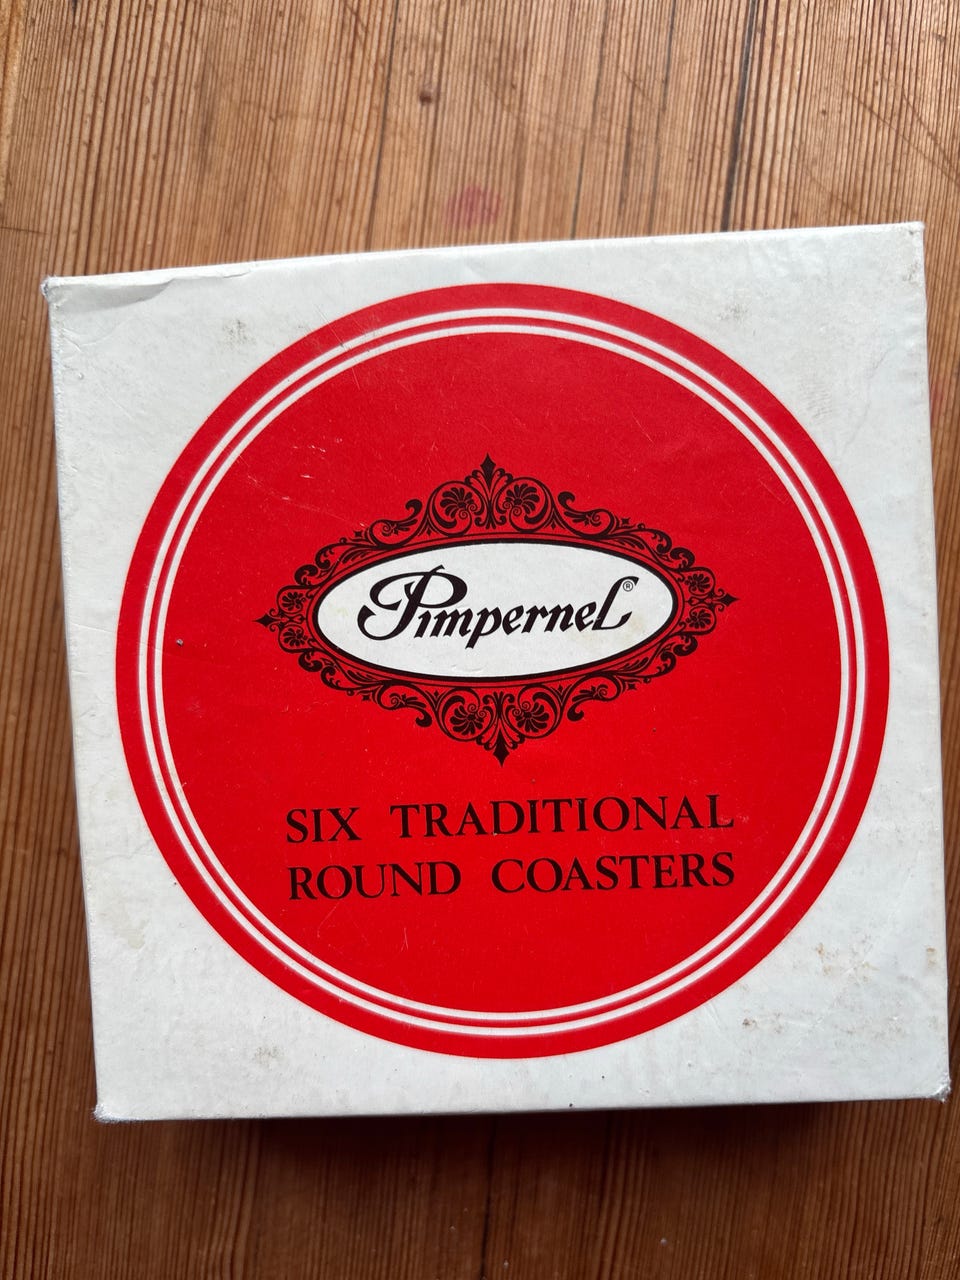 Pimpernel®
SIX TRADITIONAL
ROUND COASTERS